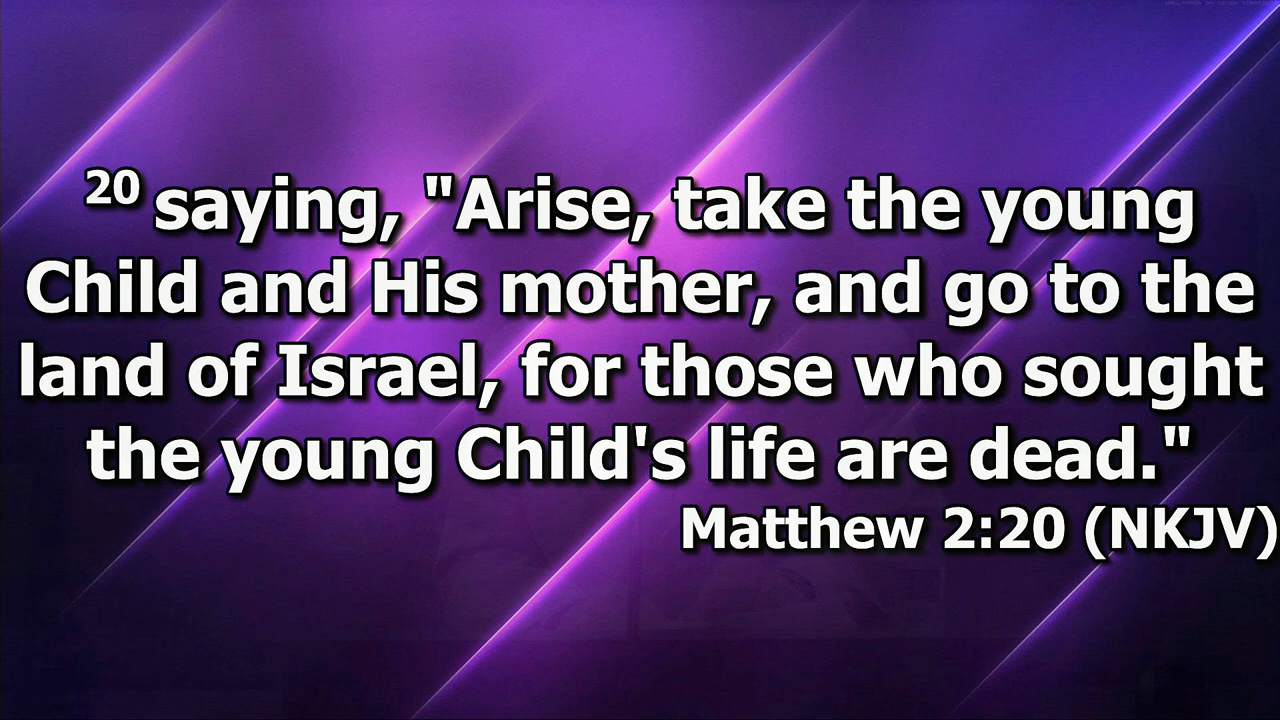 20 saying, "Arise, take the young
Child and His mother, and go to the
land of Israel, for those who sought
the young Child's life are dead."
Matthew 2:20 (NKJV)